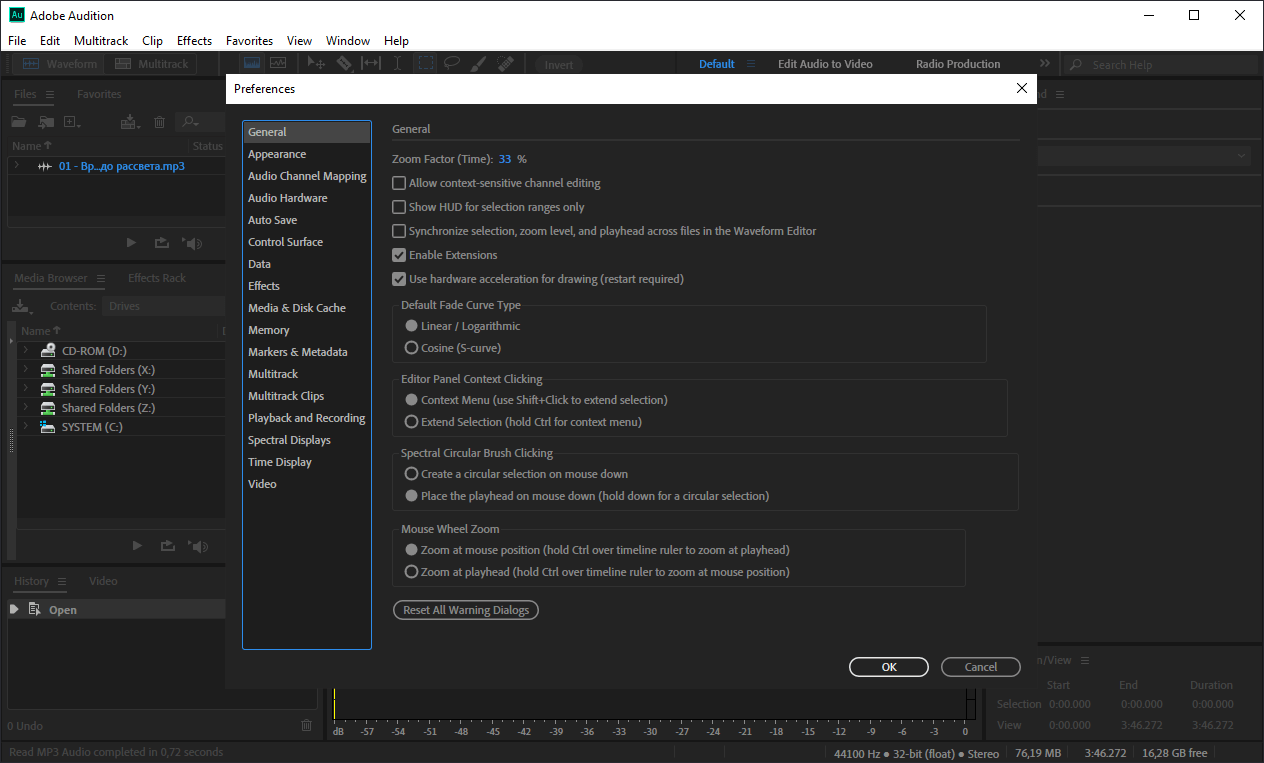 Au Adobe Audition
File Edit Multitrack Clip Effects Favorites View Window Help
Waveform Multitrack Invert Default Edit Audio to Video Radio Production Search Help
Preferences
Files Favorites
Name Status
01 - Вр...до рассвета.mp3
Media Browser Effects Rack
Contents: Drives
Name
CD-ROM (D:)
Shared Folders (X:)
Shared Folders (Y:)
Shared Folders (Z:)
SYSTEM (C:)
History Video
Open
0 Undo
General
Appearance
Audio Channel Mapping
Audio Hardware
Auto Save
Control Surface
Data
Effects
Media & Disk Cache
Memory
Markers & Metadata
Multitrack
Multitrack Clips
Playback and Recording
Spectral Displays
Time Display
Video
General
Zoom Factor (Time): 33 %
Allow context-sensitive channel editing
Show HUD for selection ranges only
Synchronize selection, zoom level, and playhead across files in the Waveform Editor
Enable Extensions
Use hardware acceleration for drawing (restart required)
Default Fade Curve Type
Linear / Logarithmic
Cosine (S-curve)
Editor Panel Context Clicking
Context Menu (use Shift+Click to extend selection)
Extend Selection (hold Ctrl for context menu)
Spectral Circular Brush Clicking
Create a circular selection on mouse down
Place the playhead on mouse down (hold down for a circular selection)
Mouse Wheel Zoom
Zoom at mouse position (hold Ctrl over timeline ruler to zoom at playhead)
Zoom at playhead (hold Ctrl over timeline ruler to zoom at mouse position)
Reset All Warning Dialogs
OK Cancel
n/View
Start End Duration
Selection 0:00.000 0:00.000 0:00.000
View 0:00.000 3:46.272 3:46.272
dB -57 -54 -51 -48 -45 -42 -39 -36 -33 -30 -27 -24 -21 -18 -15 -12 -9 -6 -3 0
Read MP3 Audio completed in 0,72 seconds
44100 Hz ● 32-bit (float) ● Stereo 76,19 MB 3:46.272 16,28 GB free